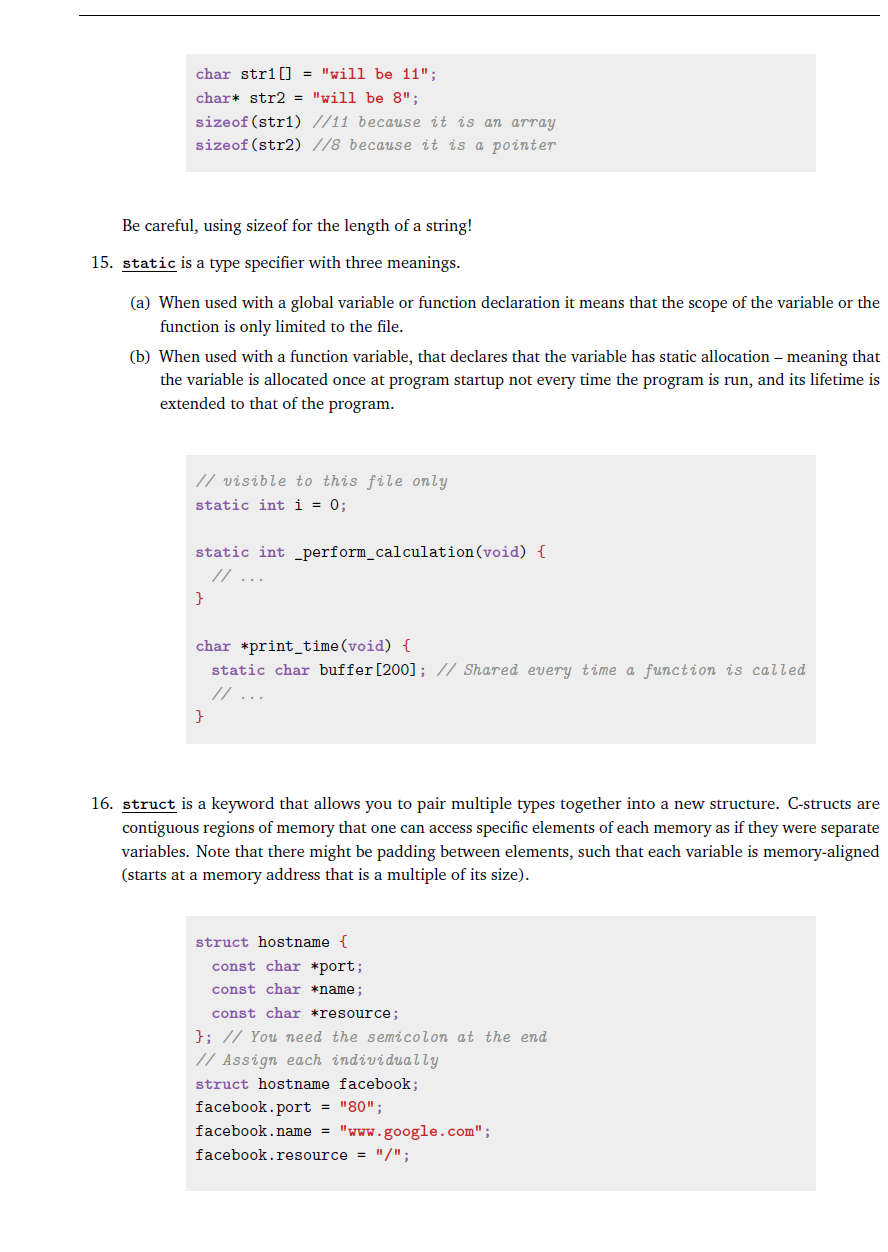 char str1[] = "will be 11";
char* str2 = "will be 8";
sizeof(str1) //11 because it is an array
sizeof(str2) //8 because it is a pointer
Be careful, using sizeof for the length of a string!
15. static is a type specifier with three meanings.
(a) When used with a global variable or function declaration it means that the scope of the variable or the
function is only limited to the file.
(b) When used with a function variable, that declares that the variable has static allocation – meaning that
the variable is allocated once at program startup not every time the program is run, and its lifetime is
extended to that of the program.
// visible to this file only
static int i = 0;
static int _perform_calculation(void) {
// ...
}
char *print_time(void) {
static char buffer[200]; // Shared every time a function is called
// ...
}
16. struct is a keyword that allows you to pair multiple types together into a new structure. C-structs are
contiguous regions of memory that one can access specific elements of each memory as if they were separate
variables. Note that there might be padding between elements, such that each variable is memory-aligned
(starts at a memory address that is a multiple of its size).
struct hostname {
const char *port;
const char *name;
const char *resource;
}; // You need the semicolon at the end
// Assign each individually
struct hostname facebook;
facebook.port = "80";
facebook.name = "www.google.com";
facebook.resource = "/";